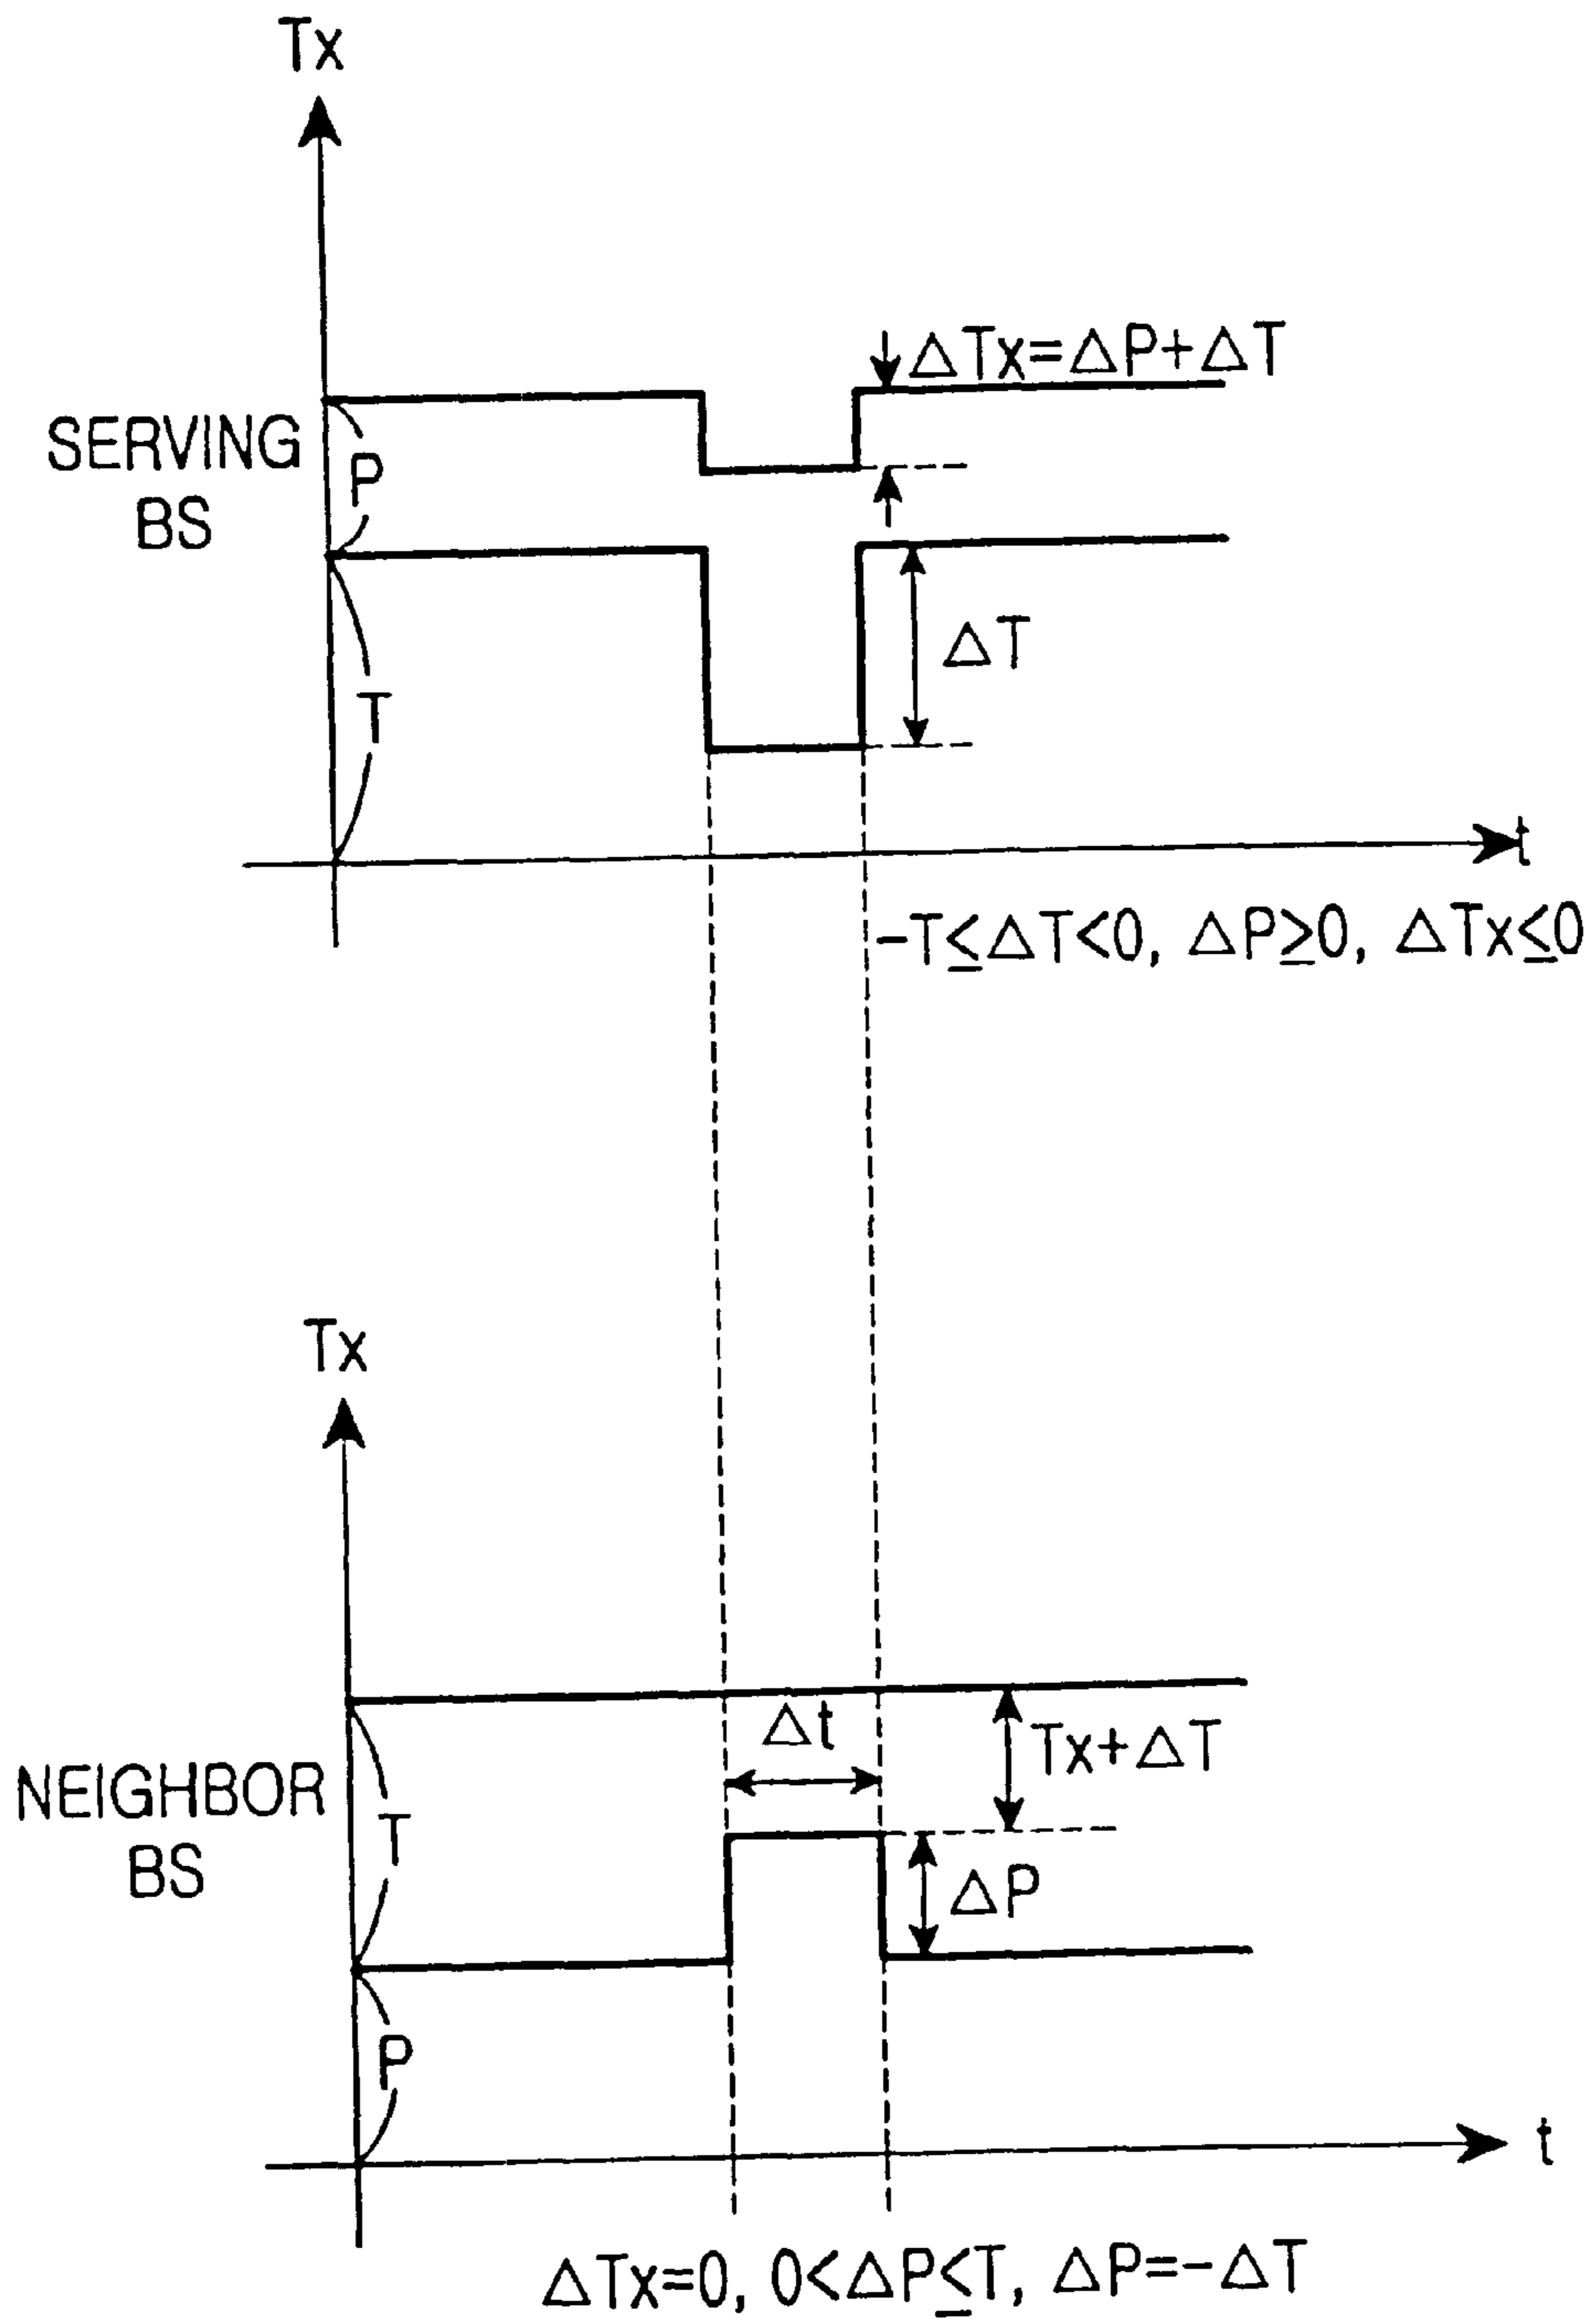 Tx
ΔTx=ΔP+ΔT
SERVING
BS
P
ΔT
T
t
-T≤ΔT<0, ΔP≥0, ΔTx≤0
Tx
Δt
Tx+ΔT
NEIGHBOR
BS
T
ΔP
P
t
ΔTx=0, 0<ΔP≤T, ΔP=-ΔT